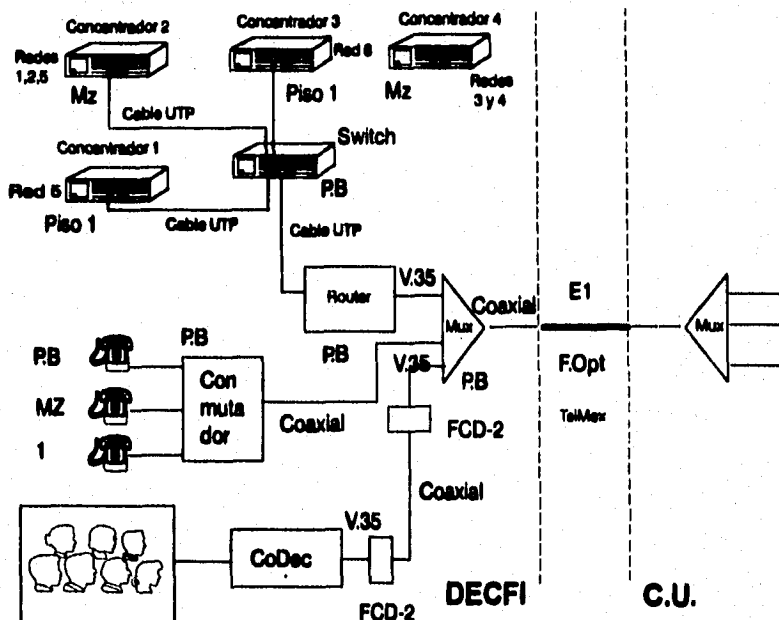 Concentrador 2
Concentrador 3
Concentrador 4
Redes
1,2,5
Mz
Red 6
Piso 1
Mz
Redes
3 y 4
Cable UTP
Switch
P.B
Concentrador 1
Red 5
Piso 1
Cable UTP
Cable UTP
Router
V.35
P.B
Mux
Coaxial
E1
F.Opt
TelMex
Mux
P.B
MZ
1
P.B
Con
muta
dor
Coaxial
V.35
P.B
FCD-2
Coaxial
CoDec
V.35
FCD-2
DECFI
C.U.